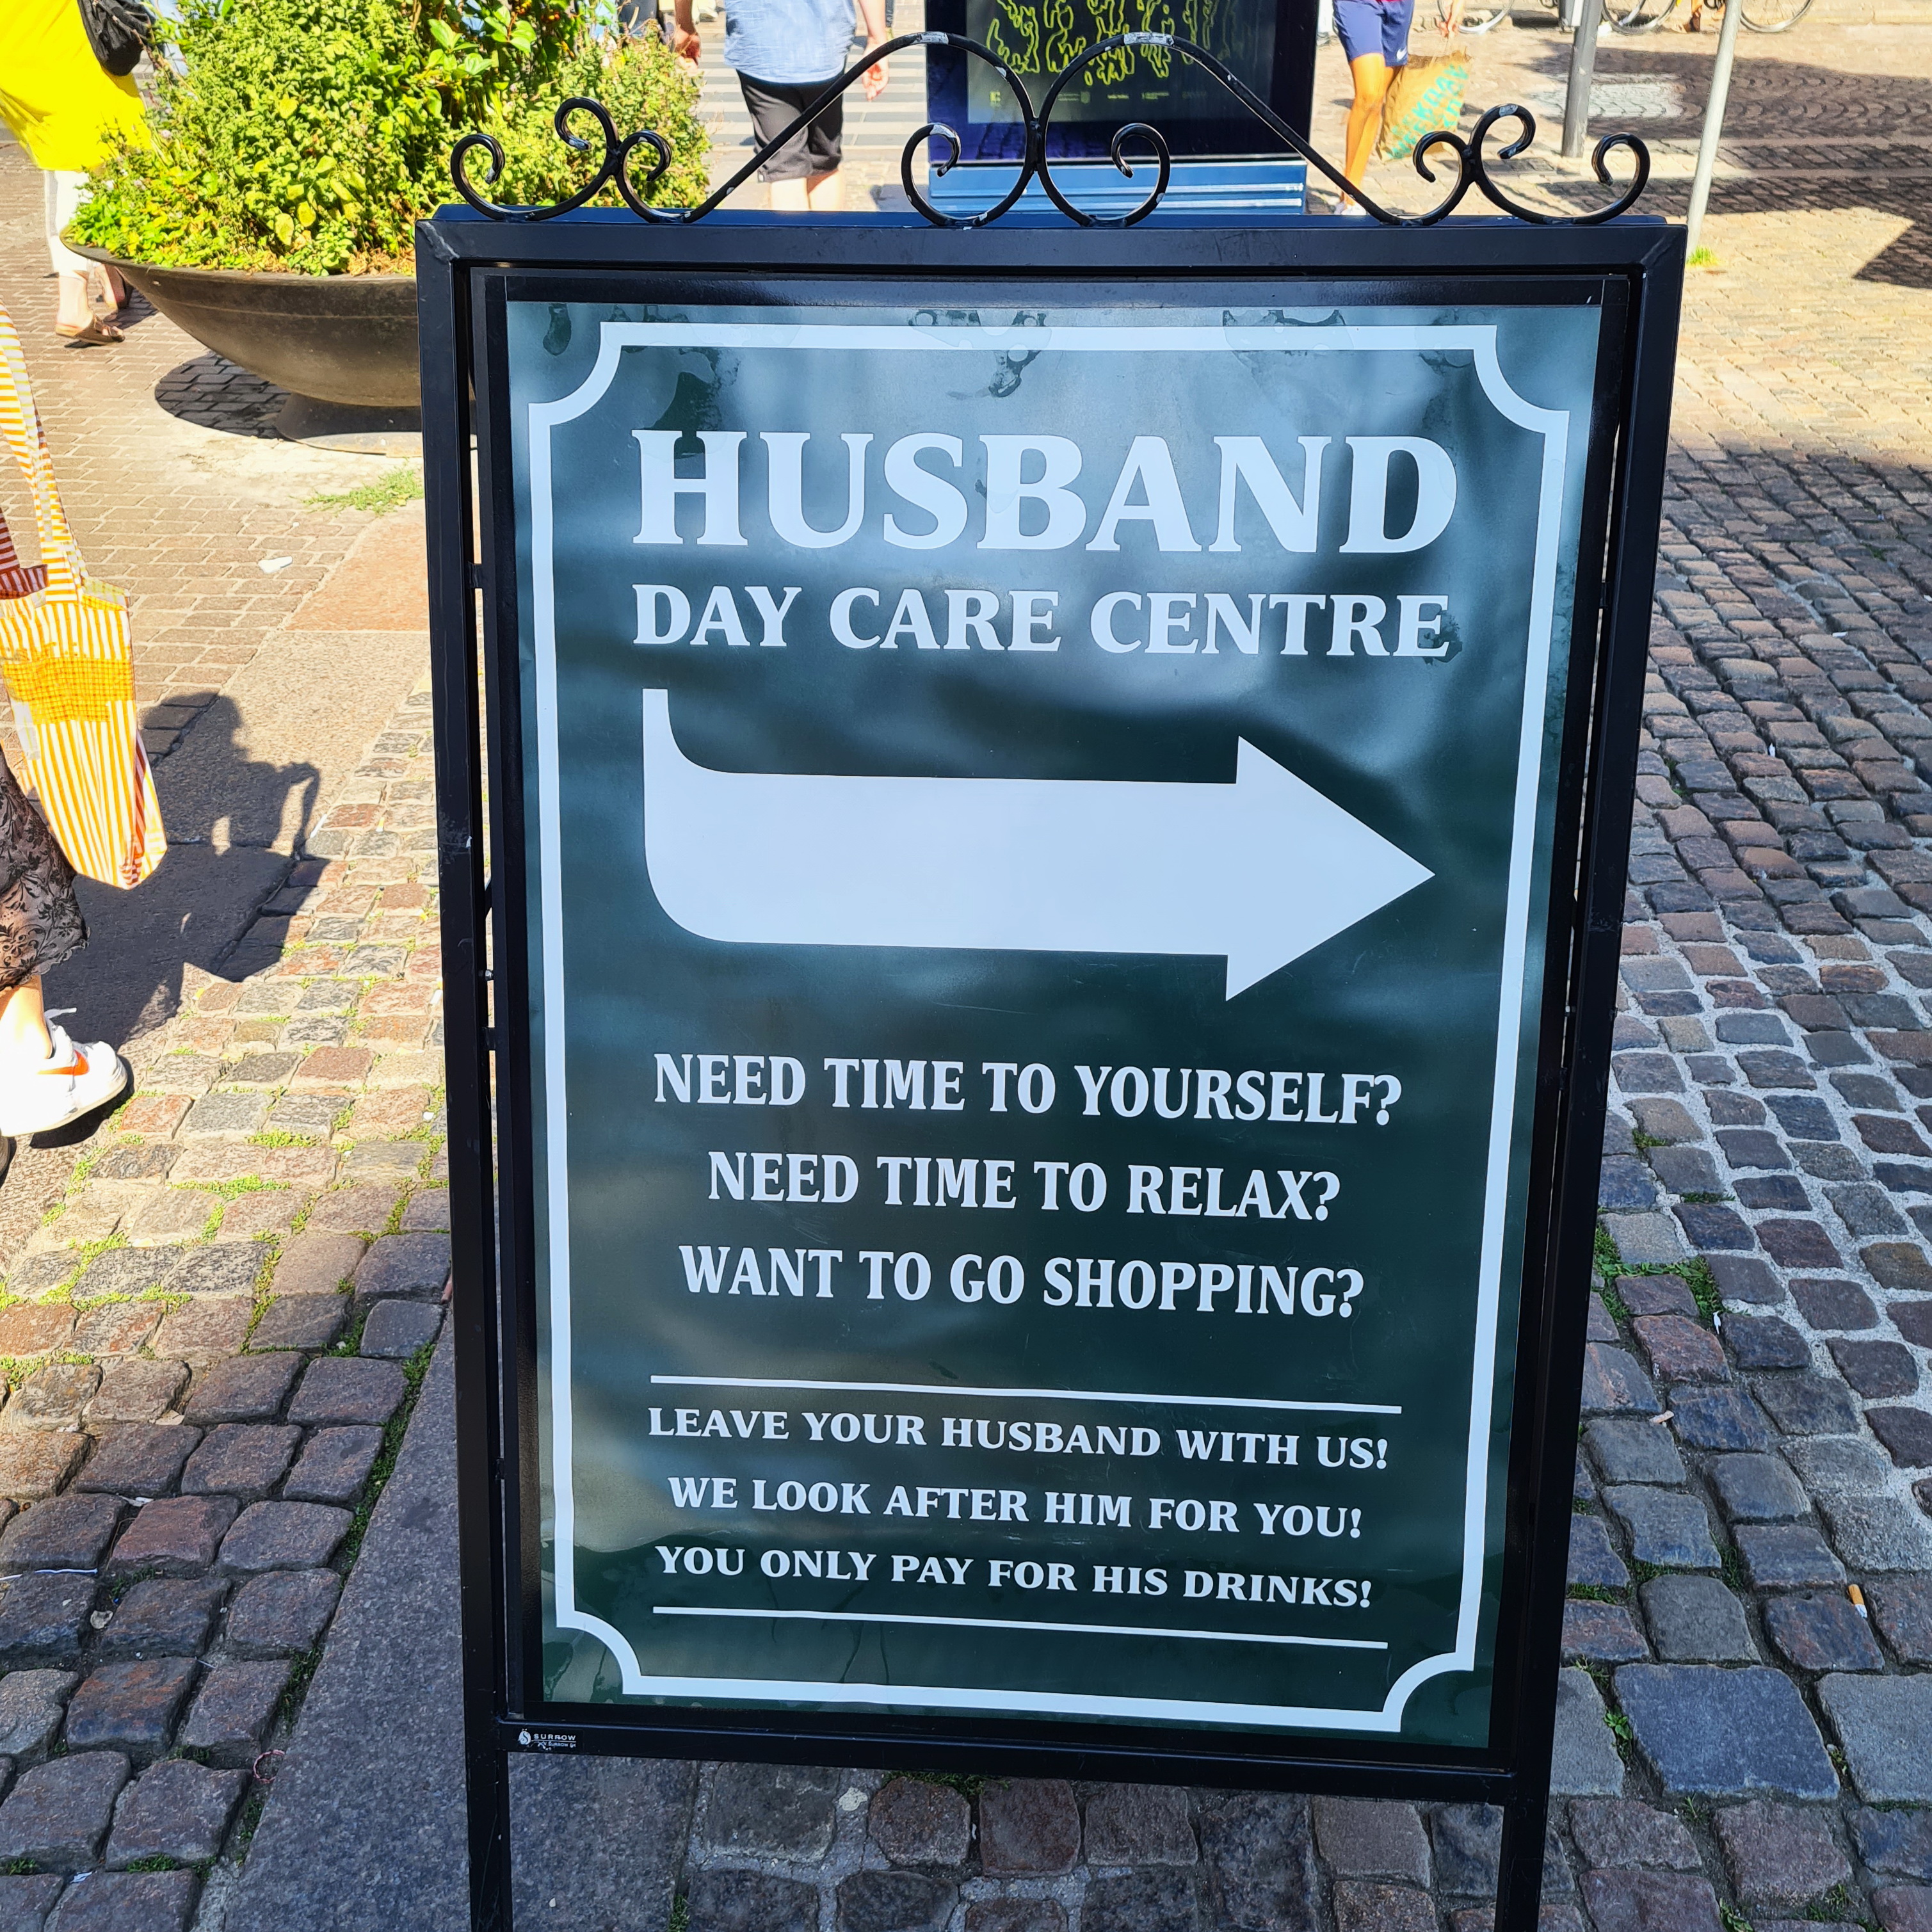 HUSBAND
DAY CARE CENTRE
NEED TIME TO YOURSELF?
NEED TIME TO RELAX?
WANT TO GO SHOPPING?
LEAVE YOUR HUSBAND WITH US!
WE LOOK AFTER HIM FOR YOU!
YOU ONLY PAY FOR HIS DRINKS!
SURROW